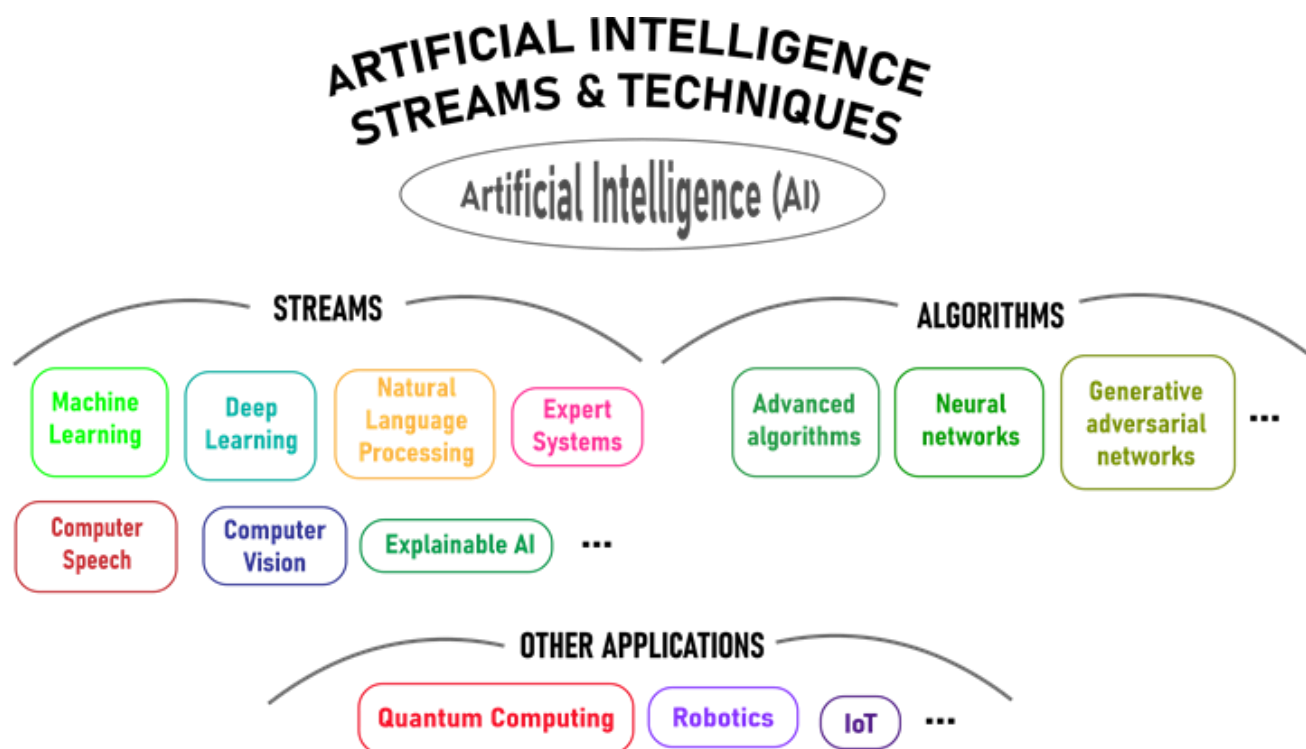 ARTIFICIAL INTELLIGENCE
STREAMS & TECHNIQUES
Artificial Intelligence (AI)
STREAMS
Machine
Learning
Deep
Learning
Natural
Language
Processing
Expert
Systems
Computer
Speech
Computer
Vision
Explainable AI
...
ALGORITHMS
Advanced
algorithms
Neural
networks
Generative
adversarial
networks
...
OTHER APPLICATIONS
Quantum Computing
Robotics
IoT
...